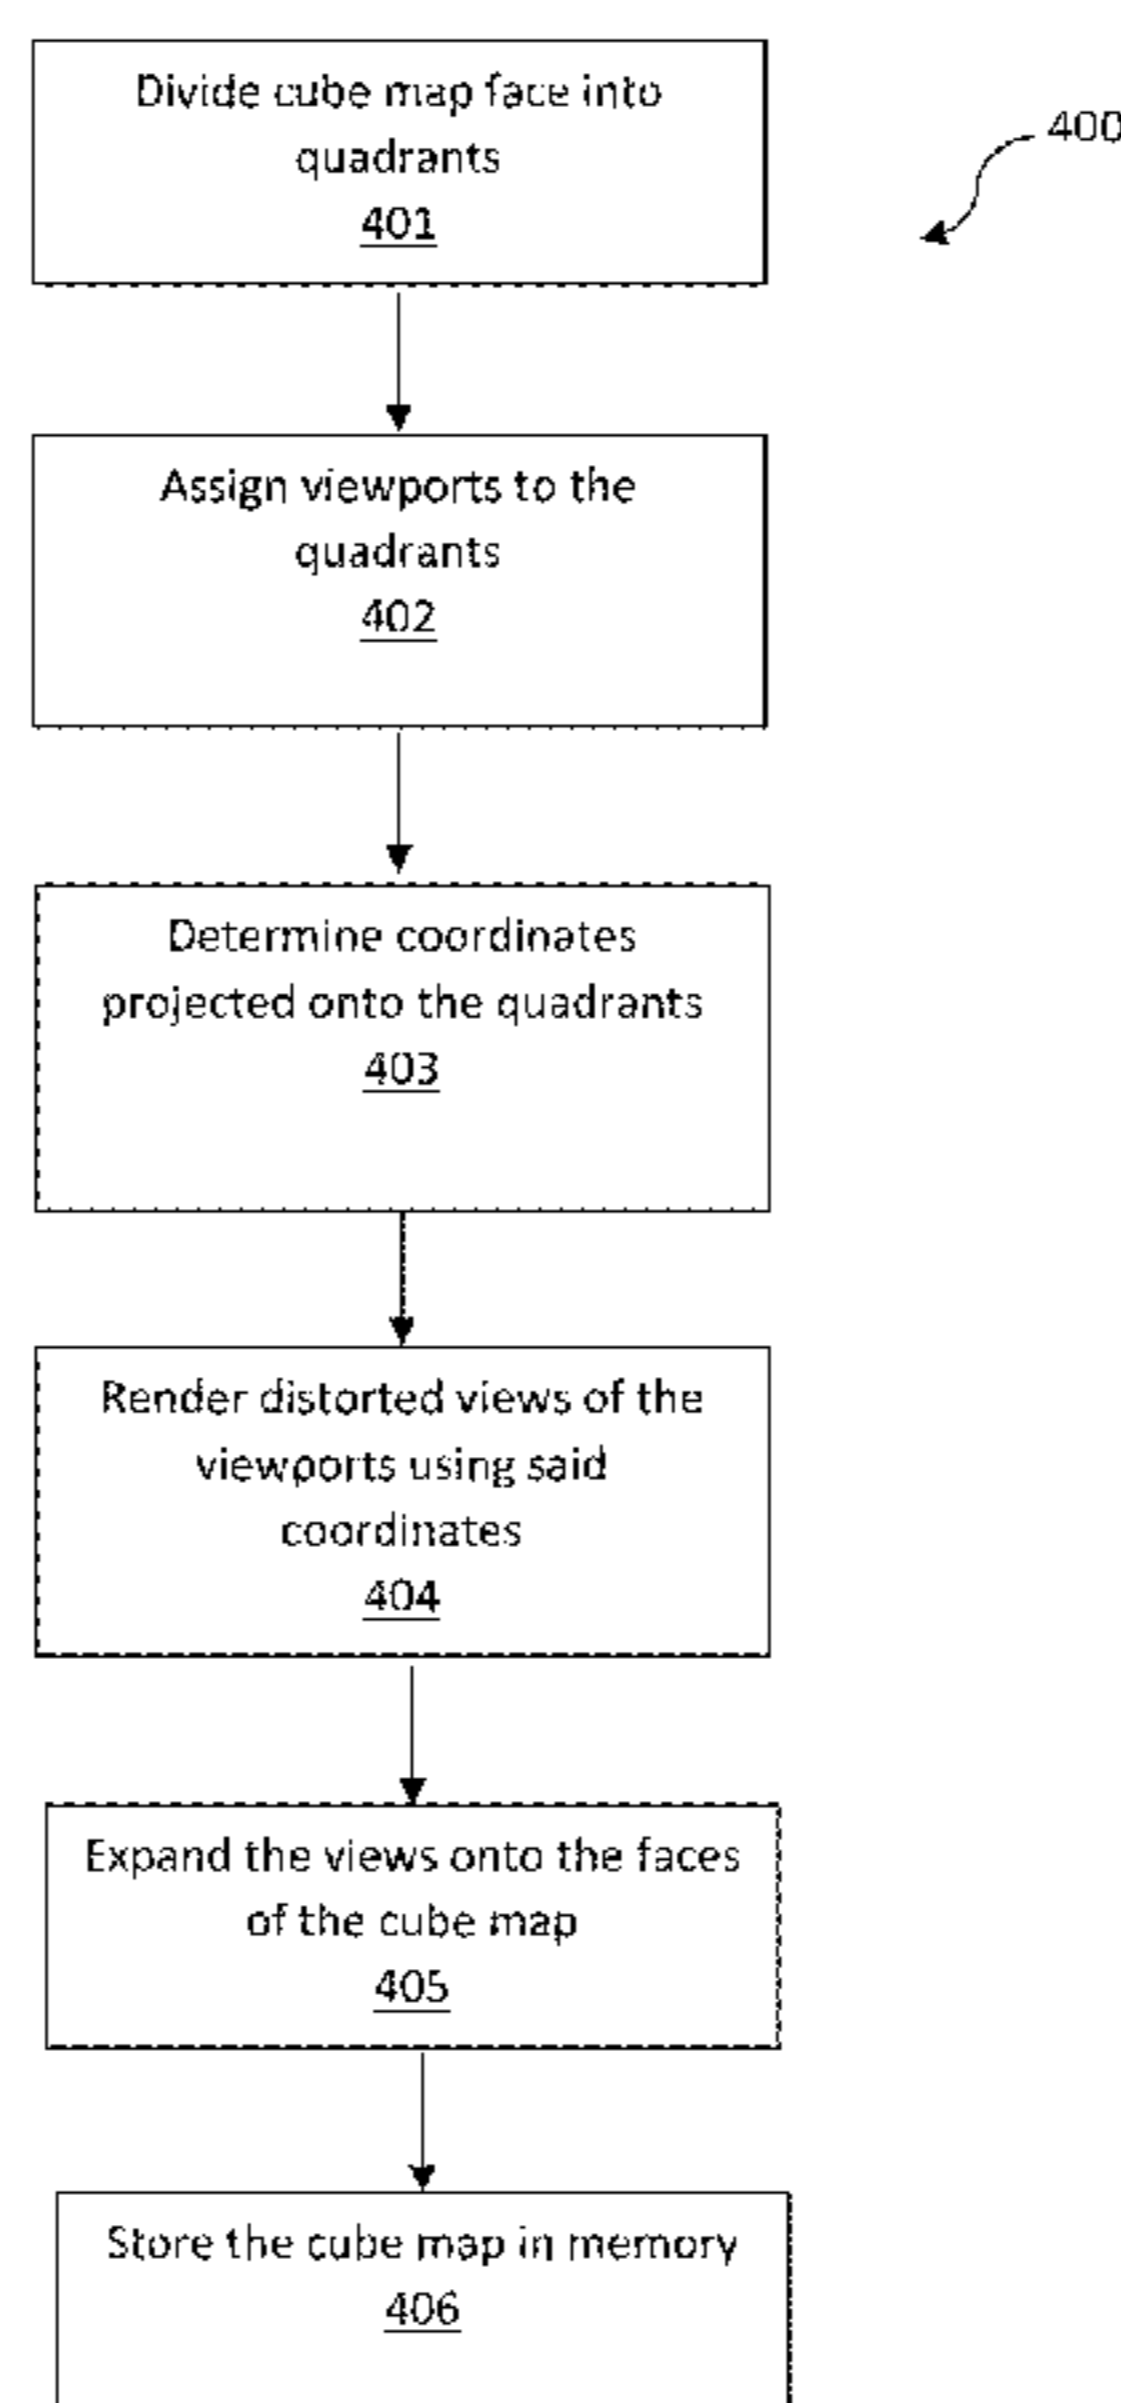 Divide cube map face into
quadrants
401
400
Assign viewports to the
quadrants
402
Determine coordinates
projected onto the quadrants
403
Render distorted views of the
viewports using said
coordinates
404
Expand the views onto the faces
of the cube map
405
Store the cube map in memory
406